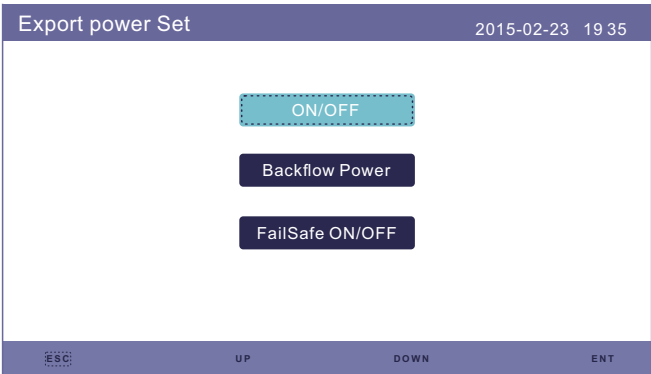 Export power Set
2015-02-23 19 35
ON/OFF
Backflow Power
FailSafe ON/OFF
ESC UP DOWN ENT